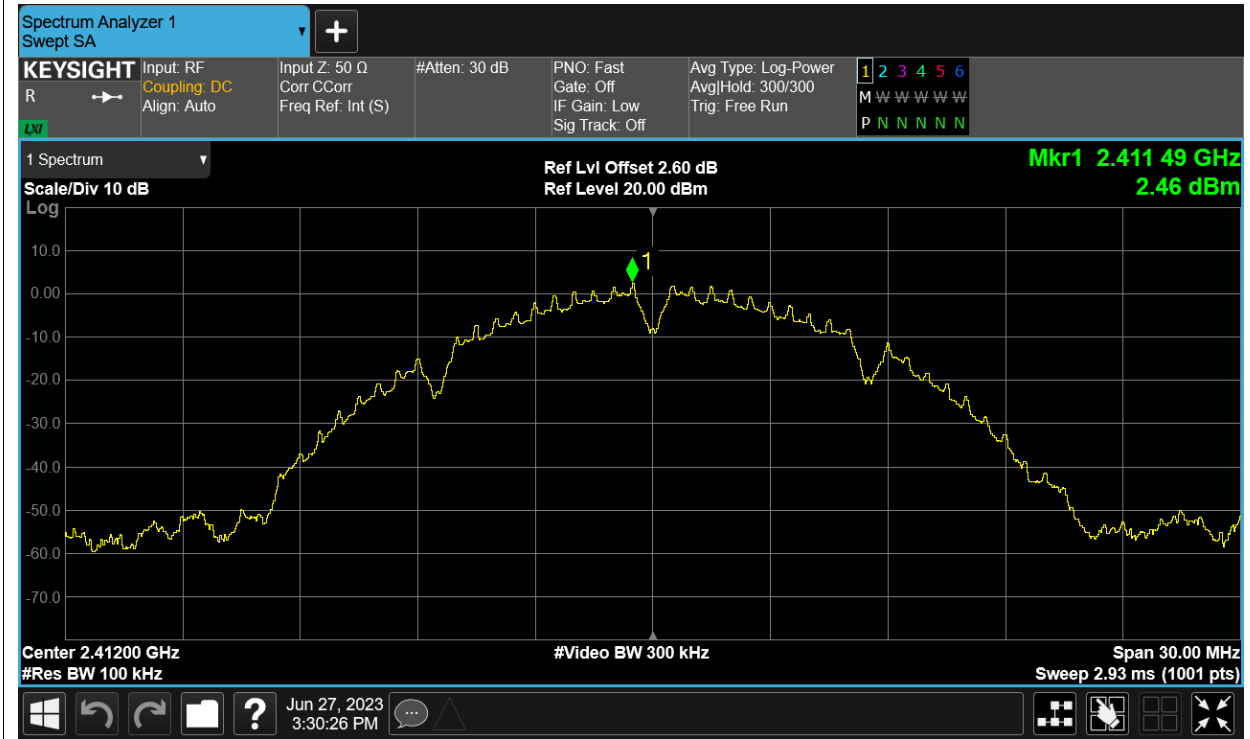 Spectrum Analyzer 1
Swept SA
KEYSIGHT
R
LXI
Input: RF
Coupling: DC
Align: Auto
Input Z: 50 Ω
Corr CCorr
Freq Ref: Int (S)
#Atten: 30 dB
PNO: Fast
Gate: Off
IF Gain: Low
Sig Track: Off
Avg Type: Log-Power
Avg|Hold: 300/300
Trig: Free Run
1 2 3 4 5 6
M W W W W W
P N N N N N
1 Spectrum
Scale/Div 10 dB
Log
Ref Lvl Offset 2.60 dB
Ref Level 20.00 dBm
Mkr1 2.411 49 GHz
2.46 dBm
1
10.0
0.00
-10.0
-20.0
-30.0
-40.0
-50.0
-60.0
-70.0
Center 2.41200 GHz
#Res BW 100 kHz
#Video BW 300 kHz
Span 30.00 MHz
Sweep 2.93 ms (1001 pts)
?
Jun 27, 2023
3:30:26 PM